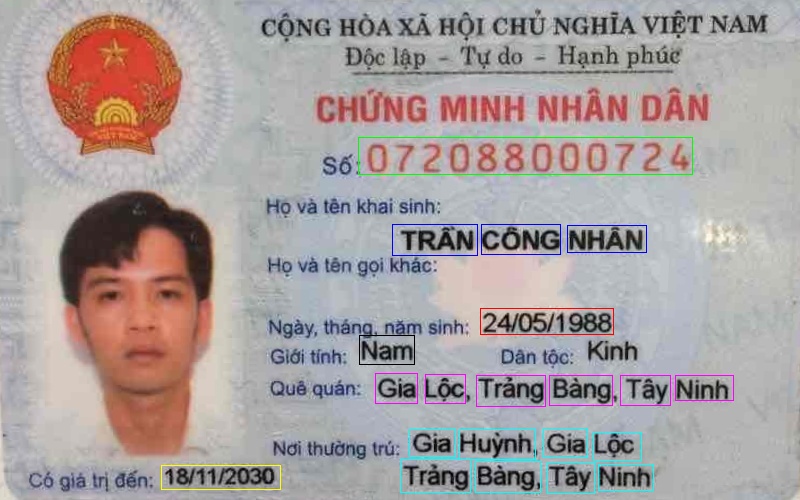 CỘNG HÒA XÃ HỘI CHỦ NGHĨA VIỆT NAM
Độc lập - Tự do - Hạnh phúc
CHỨNG MINH NHÂN DÂN
Số: 072088000724
Họ và tên khai sinh:
TRẦN CÔNG NHÂN
Họ và tên gọi khác:
Ngày, tháng, năm sinh: 24/05/1988
Giới tính: Nam Dân tộc: Kinh
Quê quán: Gia Lộc, Trảng Bàng, Tây Ninh
Nơi thường trú: Gia Huỳnh, Gia Lộc
Trảng Bàng, Tây Ninh
Có giá trị đến: 18/11/2030